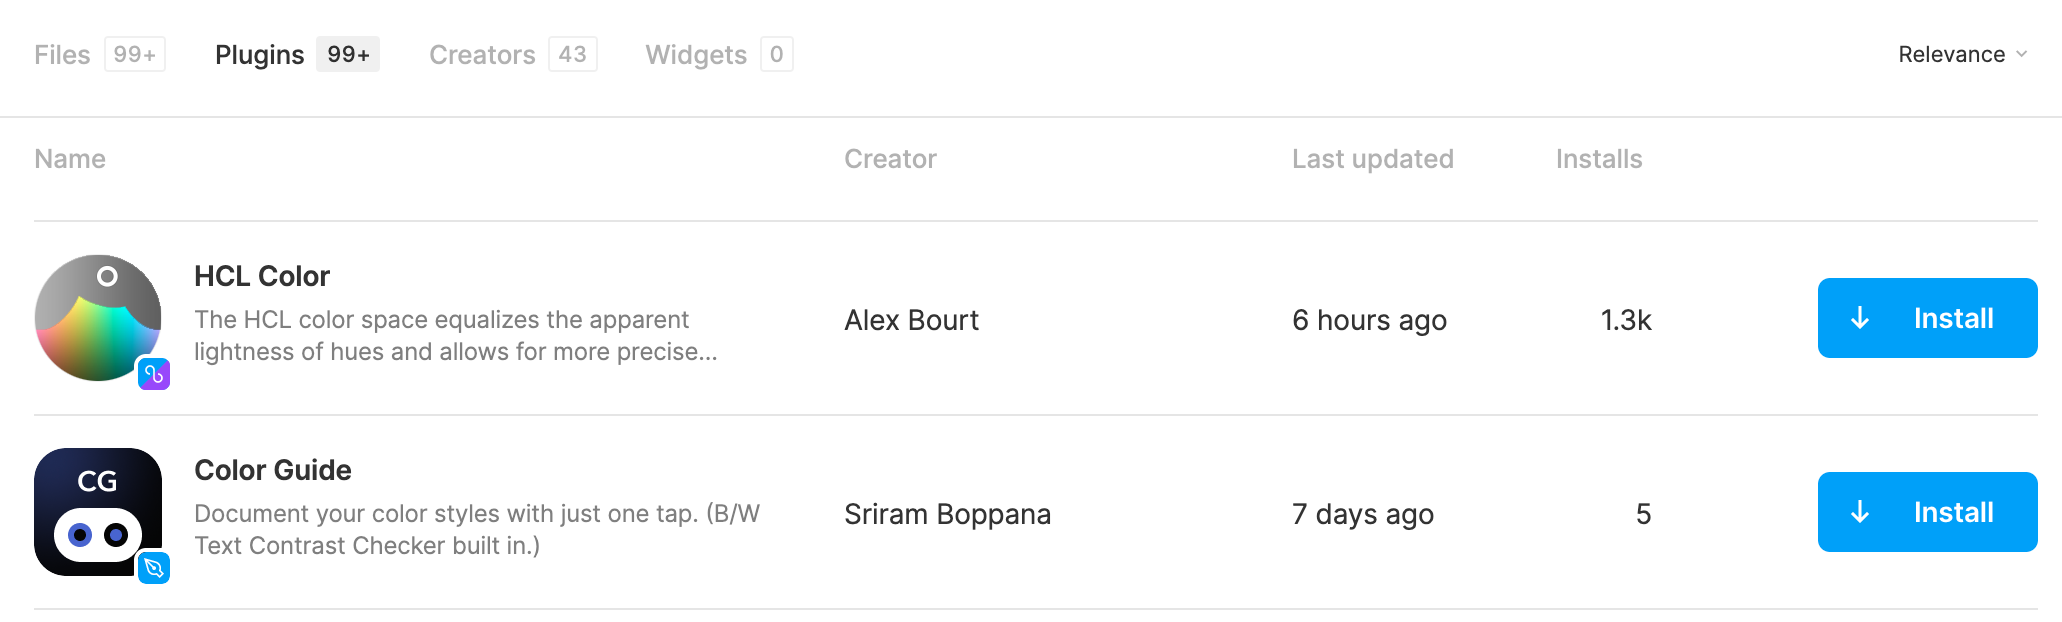 Files 99+ Plugins 99+ Creators 43 Widgets 0 Relevance
Name Creator Last updated Installs
HCL Color
The HCL color space equalizes the apparent
lightness of hues and allows for more precise...
Alex Bourt 6 hours ago 1.3k Install
CG
Color Guide
Document your color styles with just one tap. (B/W
Text Contrast Checker built in.)
Sriram Boppana 7 days ago 5 Install